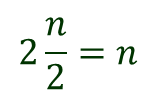 2 n/2 = n